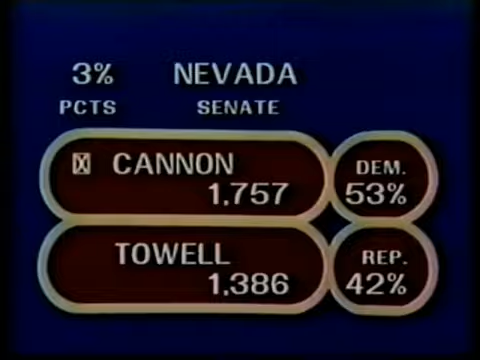 3% NEVADA
PCTS SENATE
☒ CANNON DEM.
1,757 53%
TOWELL REP.
1,386 42%